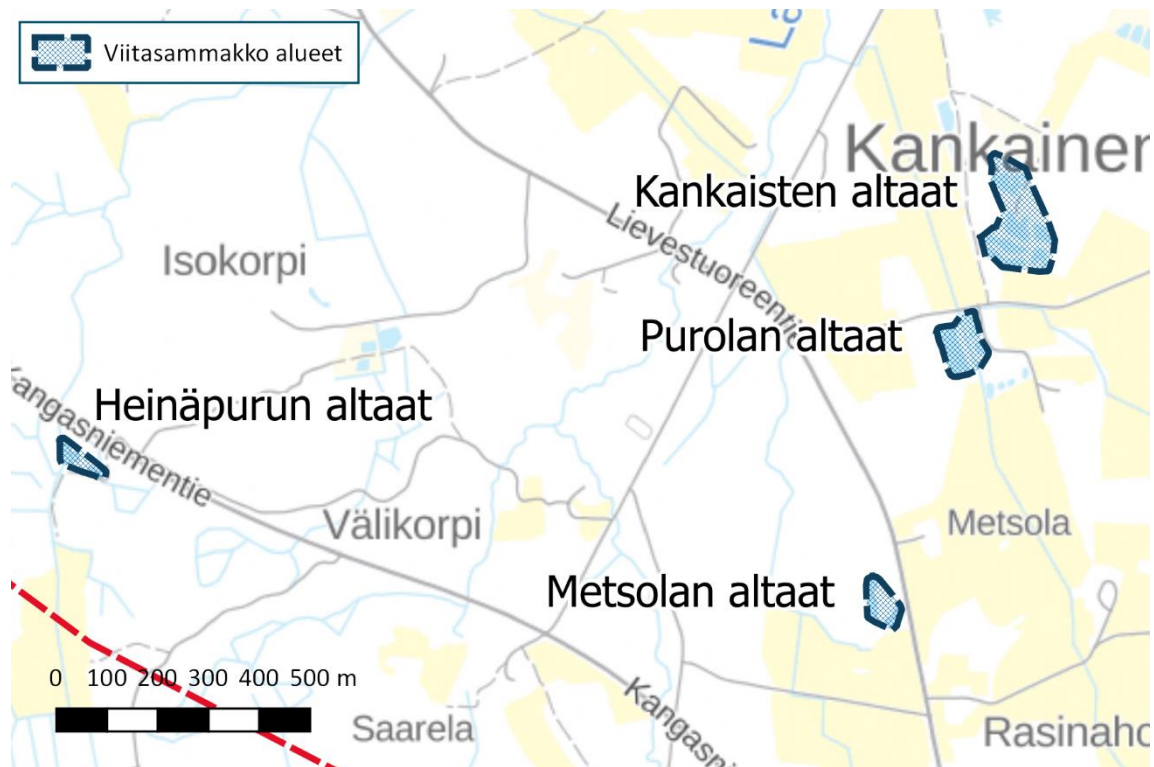 Viitasammakko alueet
La
Kankainen
Kankaisten altaat
Lievestuoreentie
Isokorpi
Purolan altaat
Kangasniementie
Heinäpurun altaat
Välikorpi
Metsola
Metsolan altaat
0 100 200 300 400 500 m
Kangasni
Saarela
Rasinaho